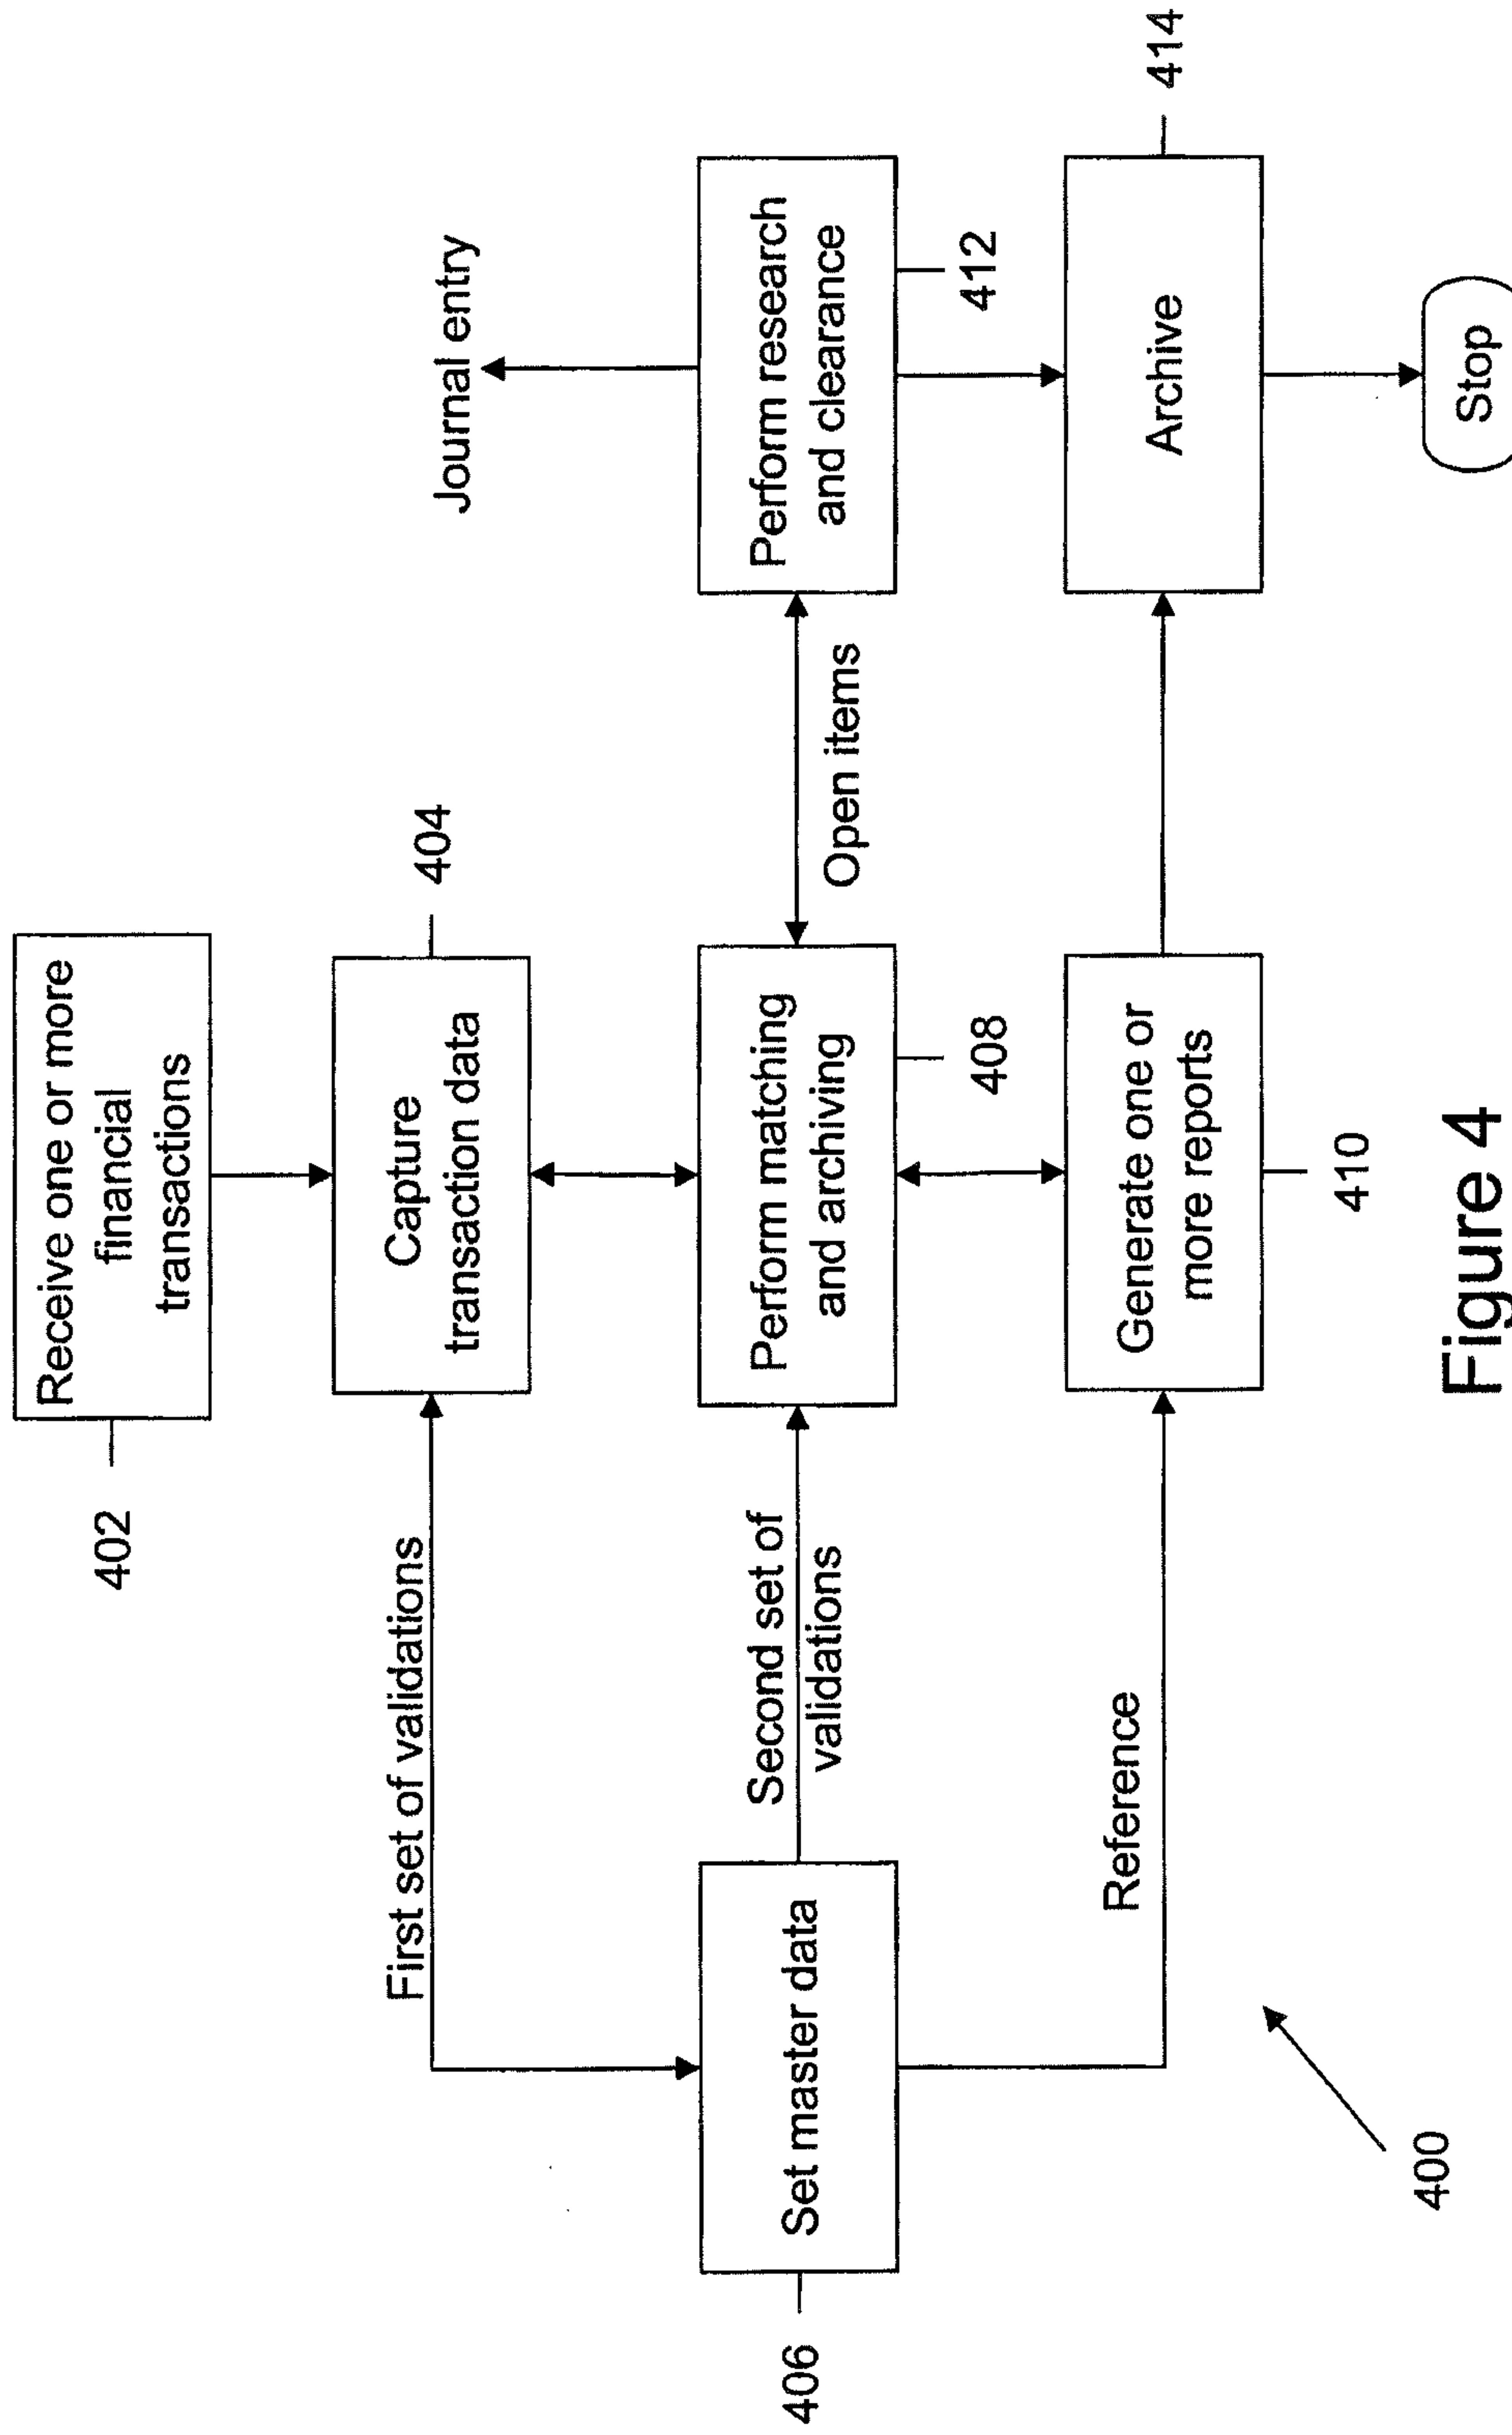 Receive one or more
financial
transactions
402
Capture
transaction data
404
First set of validations
Journal entry
Set master data
406
Second set of
validations
Perform matching
and archiving
408
Open items
Perform research
and clearance
412
Reference
Generate one or
more reports
410
Archive
414
Stop
400
Figure 4